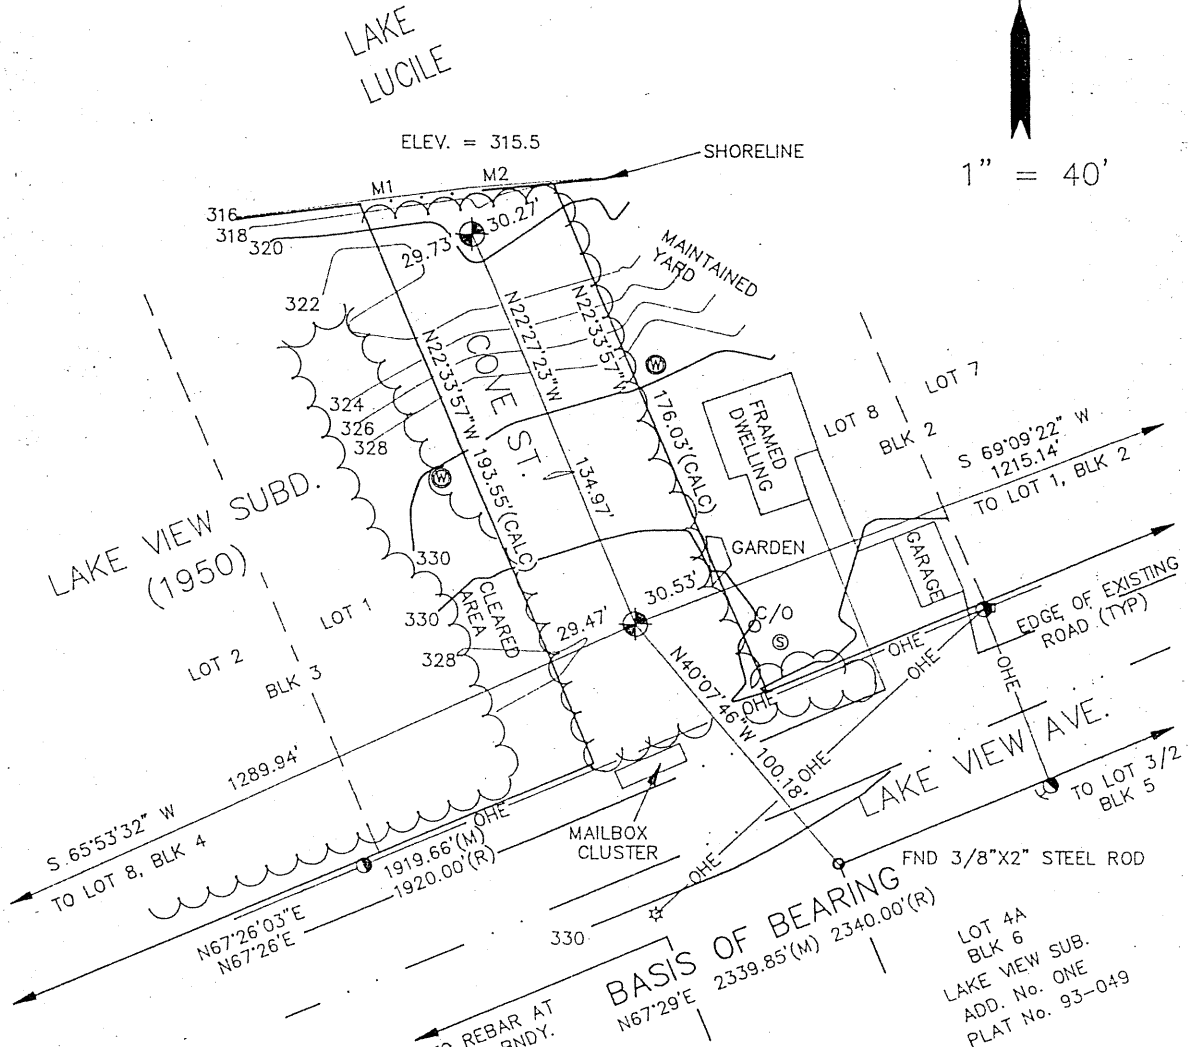 LAKE
LUCILE
ELEV. = 315.5
SHORELINE
1" = 40'
M1
M2
316
318
320
322
324
326
328
330
330
328
29.73'
30.27'
MAINTAINED
YARD
N22°33'57"W 193.55'(CALC)
COVE ST.
N22°27'23"W
134.97'
N22°33'57"W
176.03'(CALC)
W
W
FRAMED
DWELLING
LOT 8
LOT 7
BLK 2
S 69°09'22" W
1215.14'
TO LOT 1, BLK 2
LAKE VIEW SUBD.
(1950)
LOT 1
LOT 2
BLK 3
CLEARED
AREA
GARDEN
GARAGE
29.47'
30.53'
C/O
S
EDGE OF EXISTING
ROAD (TYP)
OHE
OHE
OHE
OHE
OHE
OHE
OHE
N40°07'46"W 100.18'
LAKE VIEW AVE.
TO LOT 3/2
BLK 5
1289.94'
S 65°53'32" W
TO LOT 8, BLK 4
1919.66'(M)
1920.00'(R)
N67°26'03"E
N67°26'E
MAILBOX
CLUSTER
FND 3/8"X2" STEEL ROD
330
BASIS OF BEARING
N67°29'E 2339.85'(M) 2340.00'(R)
LOT 4A
BLK 6
LAKE VIEW SUB.
ADD. No. ONE
PLAT No. 93-049
REBAR AT
BNDY.